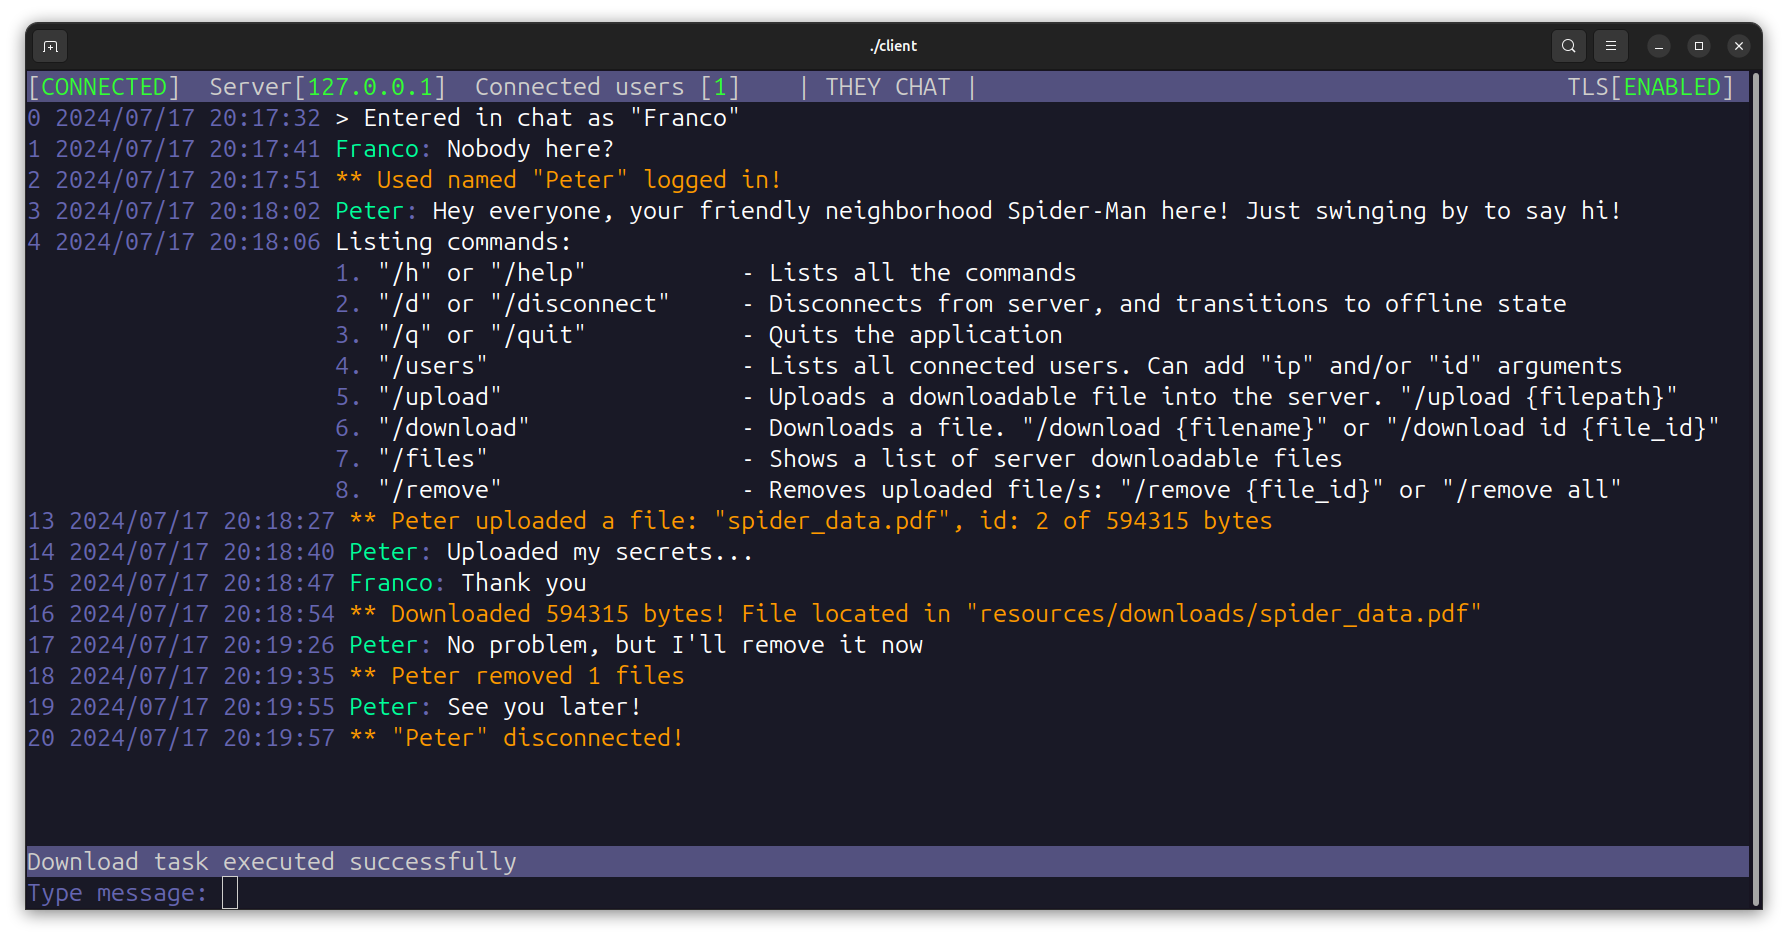 ./client
[CONNECTED]  Server[127.0.0.1]  Connected users [1]    | THEY CHAT |    TLS[ENABLED]
0 2024/07/17 20:17:32 > Entered in chat as "Franco"
1 2024/07/17 20:17:41 Franco: Nobody here?
2 2024/07/17 20:17:51 ** Used named "Peter" logged in!
3 2024/07/17 20:18:02 Peter: Hey everyone, your friendly neighborhood Spider-Man here! Just swinging by to say hi!
4 2024/07/17 20:18:06 Listing commands:
1. "/h" or "/help"           - Lists all the commands
2. "/d" or "/disconnect"     - Disconnects from server, and transitions to offline state
3. "/q" or "/quit"           - Quits the application
4. "/users"                  - Lists all connected users. Can add "ip" and/or "id" arguments
5. "/upload"                 - Uploads a downloadable file into the server. "/upload {filepath}"
6. "/download"               - Downloads a file. "/download {filename}" or "/download id {file_id}"
7. "/files"                  - Shows a list of server downloadable files
8. "/remove"                 - Removes uploaded file/s: "/remove {file_id}" or "/remove all"
13 2024/07/17 20:18:27 ** Peter uploaded a file: "spider_data.pdf", id: 2 of 594315 bytes
14 2024/07/17 20:18:40 Peter: Uploaded my secrets...
15 2024/07/17 20:18:47 Franco: Thank you
16 2024/07/17 20:18:54 ** Downloaded 594315 bytes! File located in "resources/downloads/spider_data.pdf"
17 2024/07/17 20:19:26 Peter: No problem, but I'll remove it now
18 2024/07/17 20:19:35 ** Peter removed 1 files
19 2024/07/17 20:19:55 Peter: See you later!
20 2024/07/17 20:19:57 ** "Peter" disconnected!
Download task executed successfully
Type message: